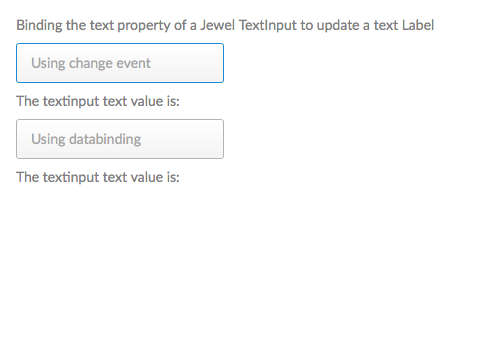 Binding the text property of a Jewel TextInput to update a text Label
Using change event
The textinput text value is:
Using databinding
The textinput text value is: